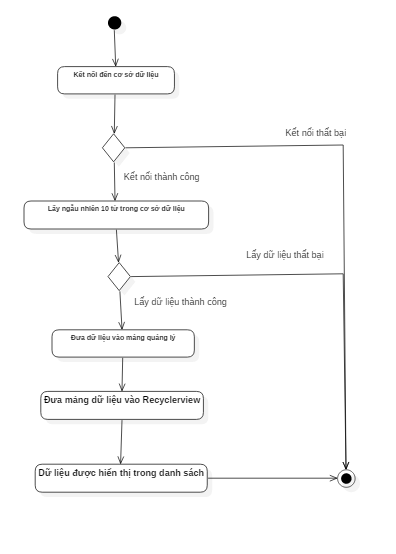 Kết nối đến cơ sở dữ liệu
Kết nối thất bại
Kết nối thành công
Lấy ngẫu nhiên 10 từ trong cơ sở dữ liệu
Lấy dữ liệu thất bại
Lấy dữ liệu thành công
Đưa dữ liệu vào mảng quảng lý
Đưa mảng dữ liệu vào Recyclerview
Dữ liệu được hiển thị trong danh sách